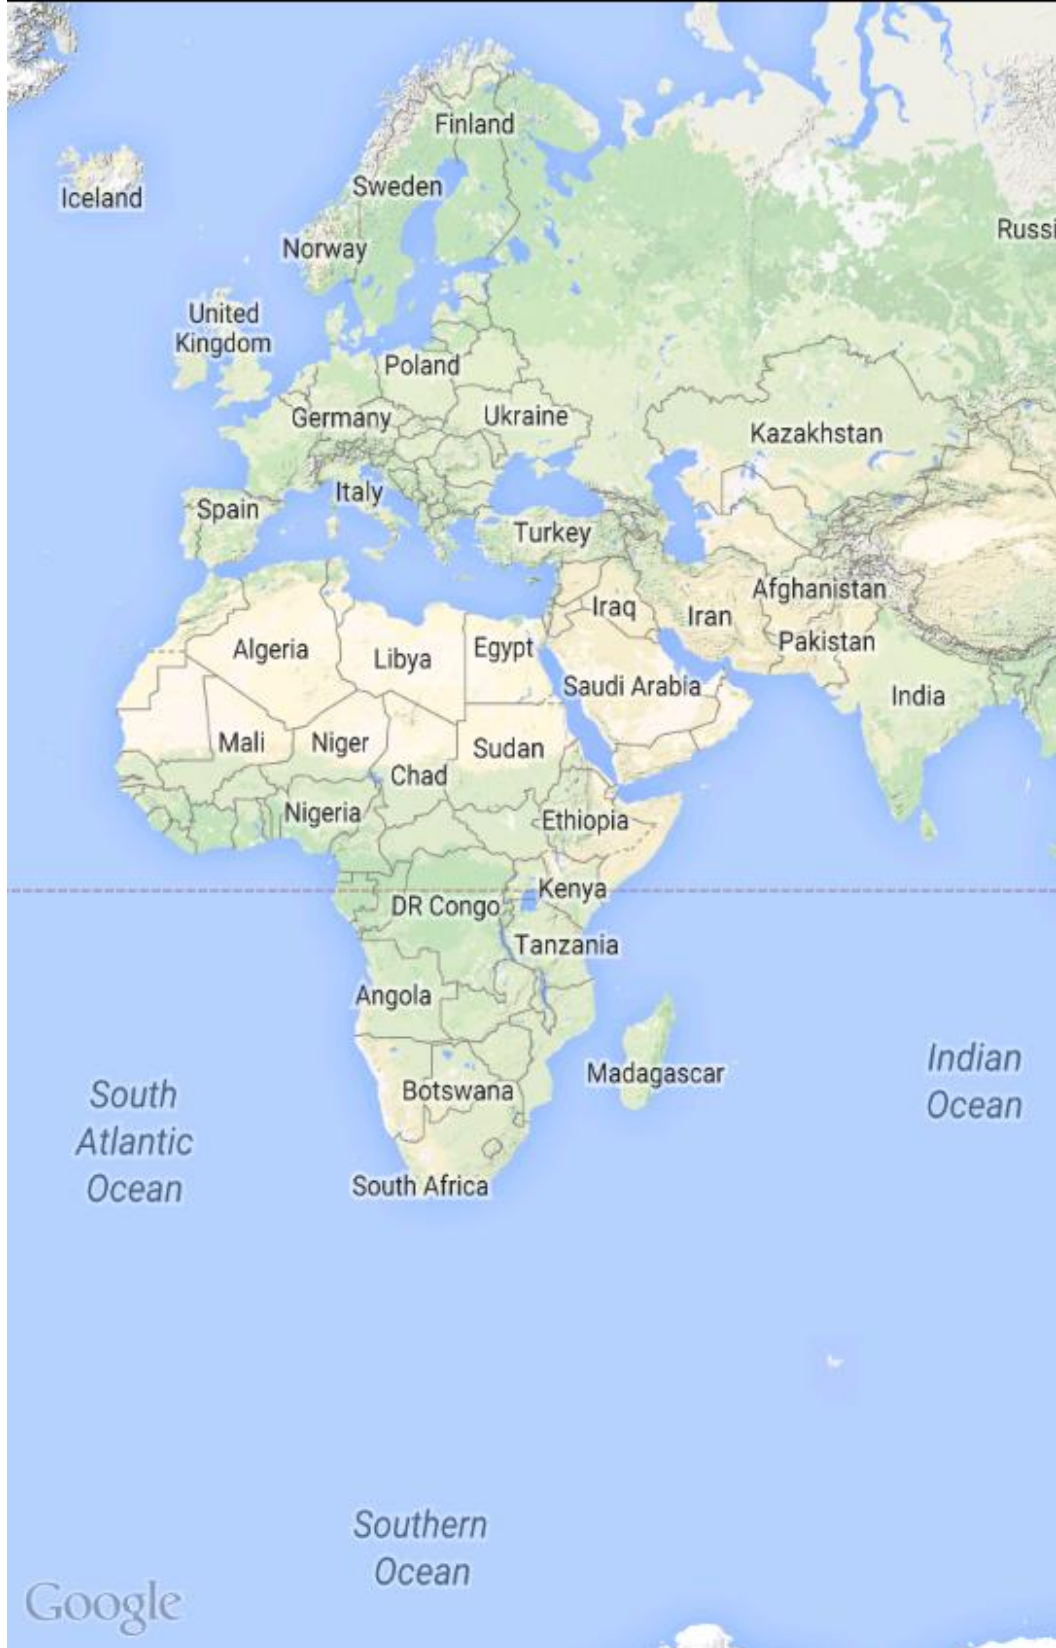 Finland
Sweden
Iceland
Russi
Norway
United
Kingdom
Poland
Germany
Ukraine
Kazakhstan
Italy
Spain
Turkey
Afghanistan
Iraq
Iran
Pakistan
Algeria
Libya
Egypt
Saudi Arabia
India
Mali
Niger
Sudan
Chad
Nigeria
Ethiopia
Kenya
DR Congo
Tanzania
Angola
Indian
Ocean
Madagascar
Botswana
South
Atlantic
Ocean
South Africa
Southern
Ocean
Google